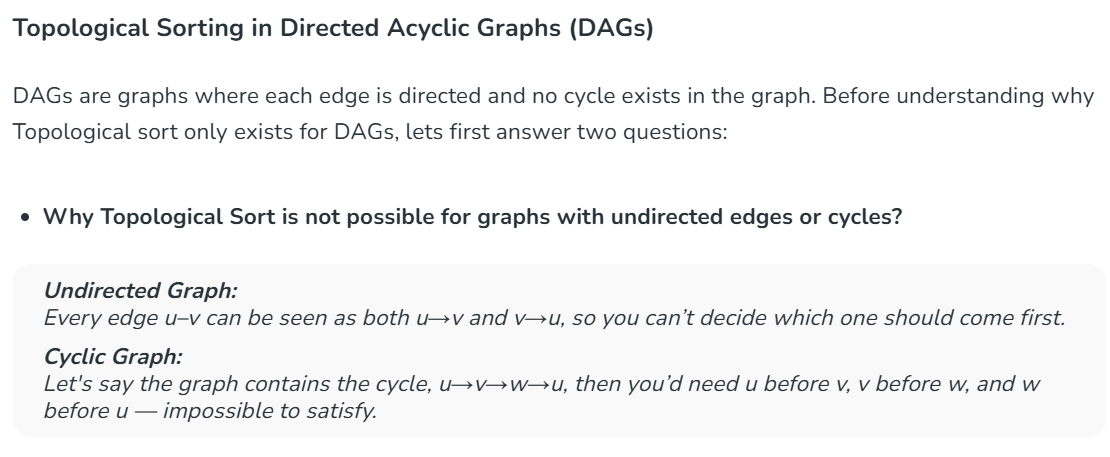 Topological Sorting in Directed Acyclic Graphs (DAGs)
DAGs are graphs where each edge is directed and no cycle exists in the graph. Before understanding why
Topological sort only exists for DAGs, lets first answer two questions:
• Why Topological Sort is not possible for graphs with undirected edges or cycles?
Undirected Graph:
Every edge u–v can be seen as both u→v and v→u, so you can’t decide which one should come first.
Cyclic Graph:
Let's say the graph contains the cycle, u→v→w→u, then you’d need u before v, v before w, and w
before u — impossible to satisfy.